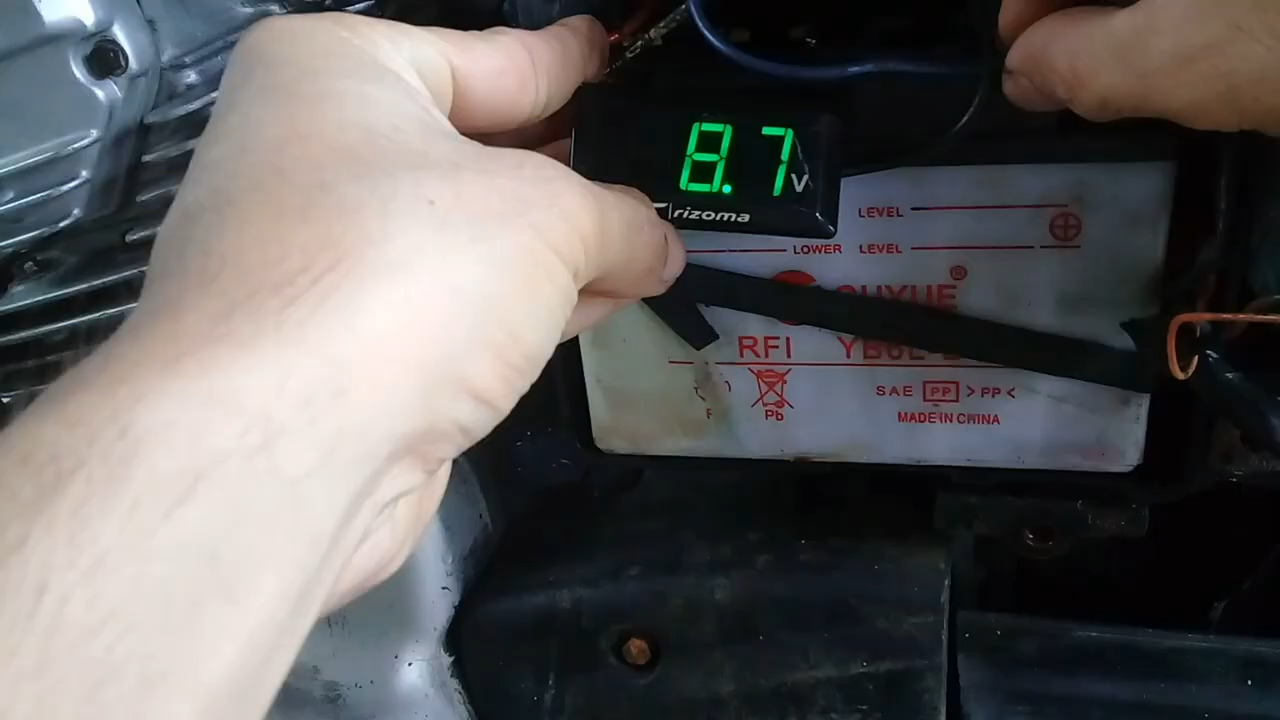 8.7
V
rizoma
LEVEL
LOWER LEVEL
RFI
Pb
SAE PP >PP<
MADE IN CHINA